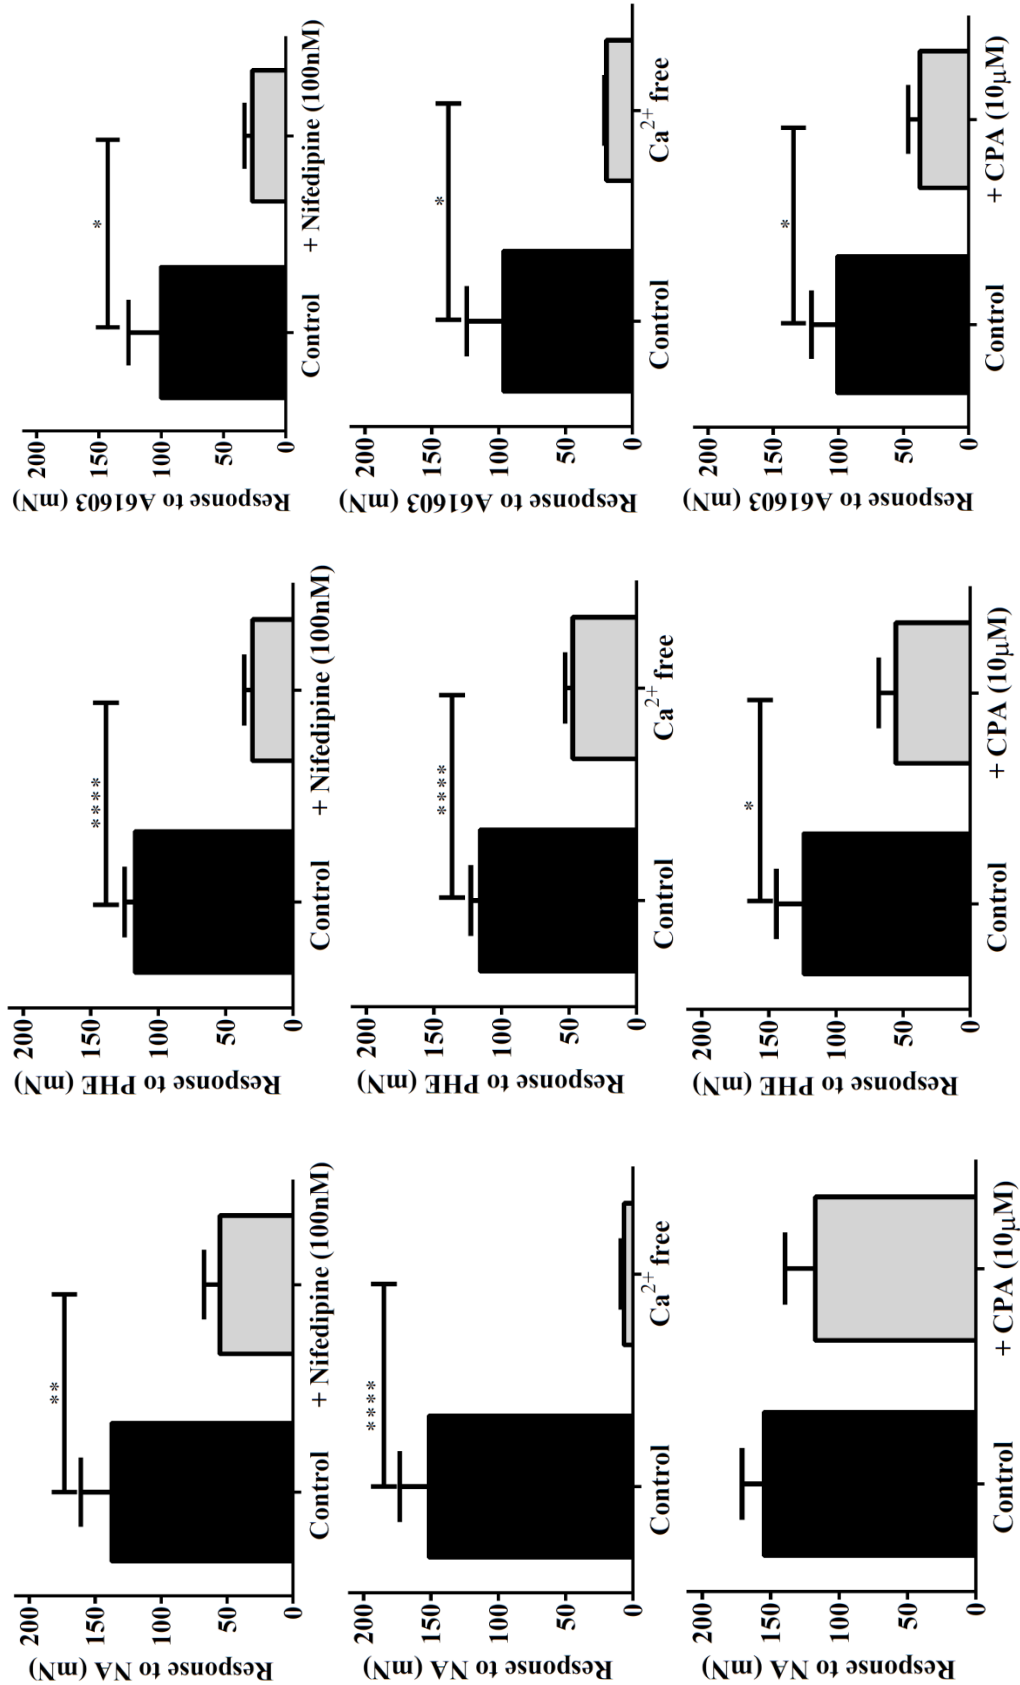 Response to NA (mN)
200
150
100
50
0
**
Control
+ Nifedipine (100nM)
Response to PHE (mN)
200
150
100
50
0
****
Control
+ Nifedipine (100nM)
Response to A61603 (mN)
200
150
100
50
0
*
Control
+ Nifedipine (100nM)
Response to NA (mN)
200
150
100
50
0
****
Control
Ca²⁺ free
Response to PHE (mN)
200
150
100
50
0
****
Control
Ca²⁺ free
Response to A61603 (mN)
200
150
100
50
0
*
Control
Ca²⁺ free
Response to NA (mN)
200
150
100
50
0
Control
+ CPA (10μM)
Response to PHE (mN)
200
150
100
50
0
*
Control
+ CPA (10μM)
Response to A61603 (mN)
200
150
100
50
0
*
Control
+ CPA (10μM)